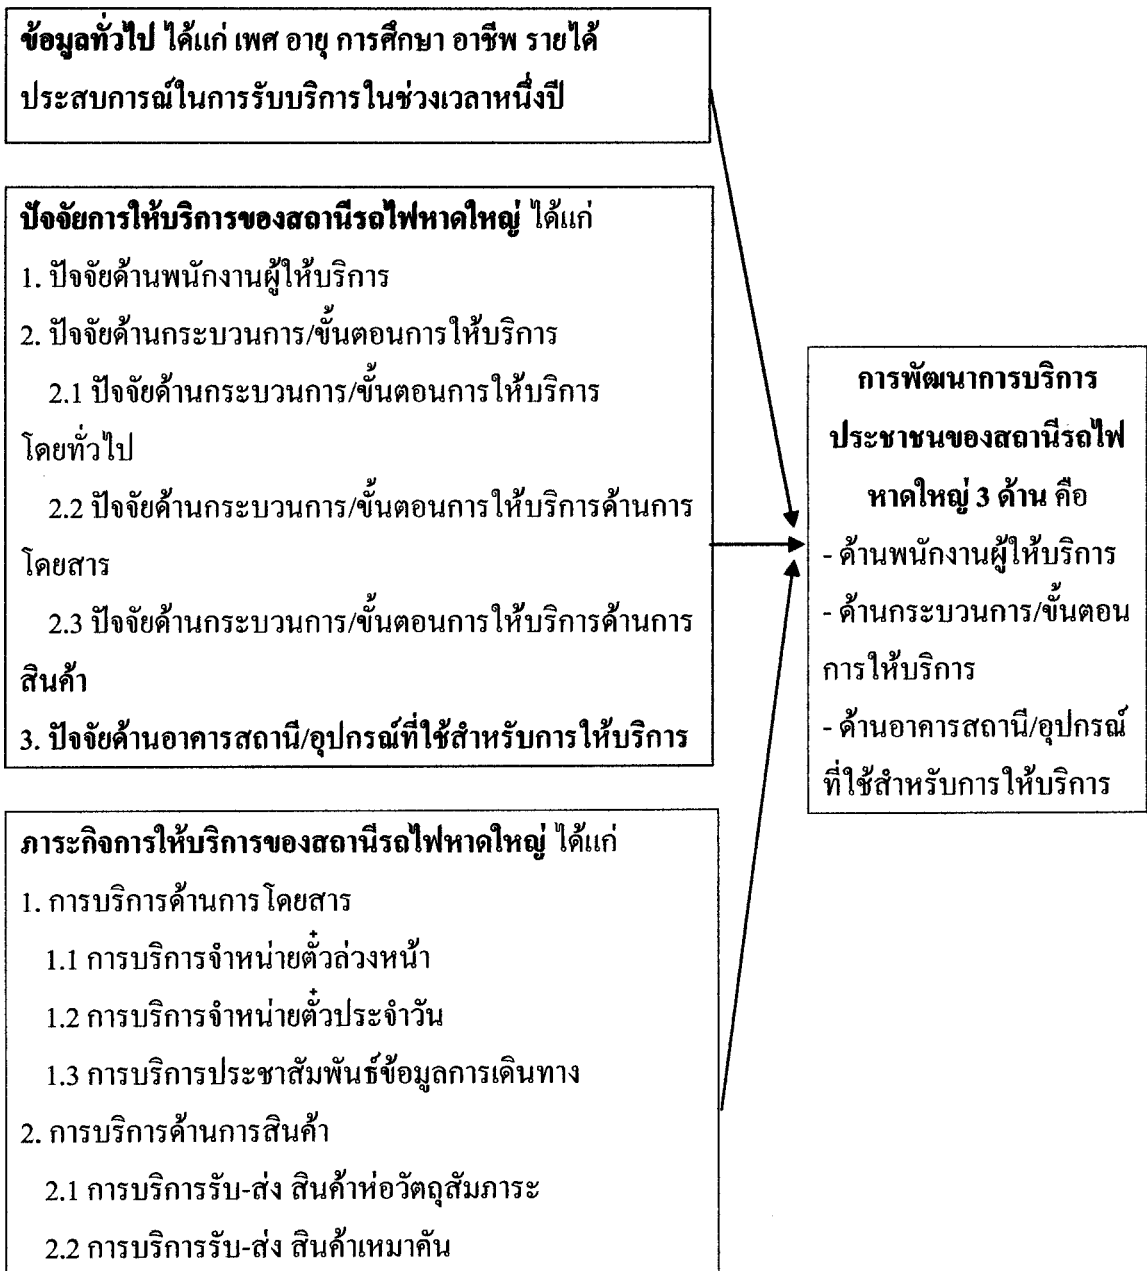 ข้อมูลทั่วไป ได้แก่ เพศ อายุ การศึกษา อาชีพ รายได้
ประสบการณ์ในการรับบริการในช่วงเวลาหนึ่งปี
ปัจจัยการให้บริการของสถานีรถไฟหาดใหญ่ ได้แก่
1. ปัจจัยด้านพนักงานผู้ให้บริการ
2. ปัจจัยด้านกระบวนการ/ขั้นตอนการให้บริการ
2.1 ปัจจัยด้านกระบวนการ/ขั้นตอนการให้บริการ
โดยทั่วไป
2.2 ปัจจัยด้านกระบวนการ/ขั้นตอนการให้บริการด้านการ
โดยสาร
2.3 ปัจจัยด้านกระบวนการ/ขั้นตอนการให้บริการด้านการ
สินค้า
3. ปัจจัยด้านอาคารสถานี/อุปกรณ์ที่ใช้สำหรับการให้บริการ
ภาระกิจการให้บริการของสถานีรถไฟหาดใหญ่ ได้แก่
1. การบริการด้านการโดยสาร
1.1 การบริการจำหน่ายตั๋วล่วงหน้า
1.2 การบริการจำหน่ายตั๋วประจำวัน
1.3 การบริการประชาสัมพันธ์ข้อมูลการเดินทาง
2. การบริการด้านการสินค้า
2.1 การบริการรับ-ส่ง สินค้าห่อวัตถุสัมภาระ
2.2 การบริการรับ-ส่ง สินค้าเหมาคัน
การพัฒนาการบริการ
ประชาชนของสถานีรถไฟ
หาดใหญ่ 3 ด้าน คือ
- ด้านพนักงานผู้ให้บริการ
- ด้านกระบวนการ/ขั้นตอน
การให้บริการ
- ด้านอาคารสถานี/อุปกรณ์
ที่ใช้สำหรับการให้บริการ